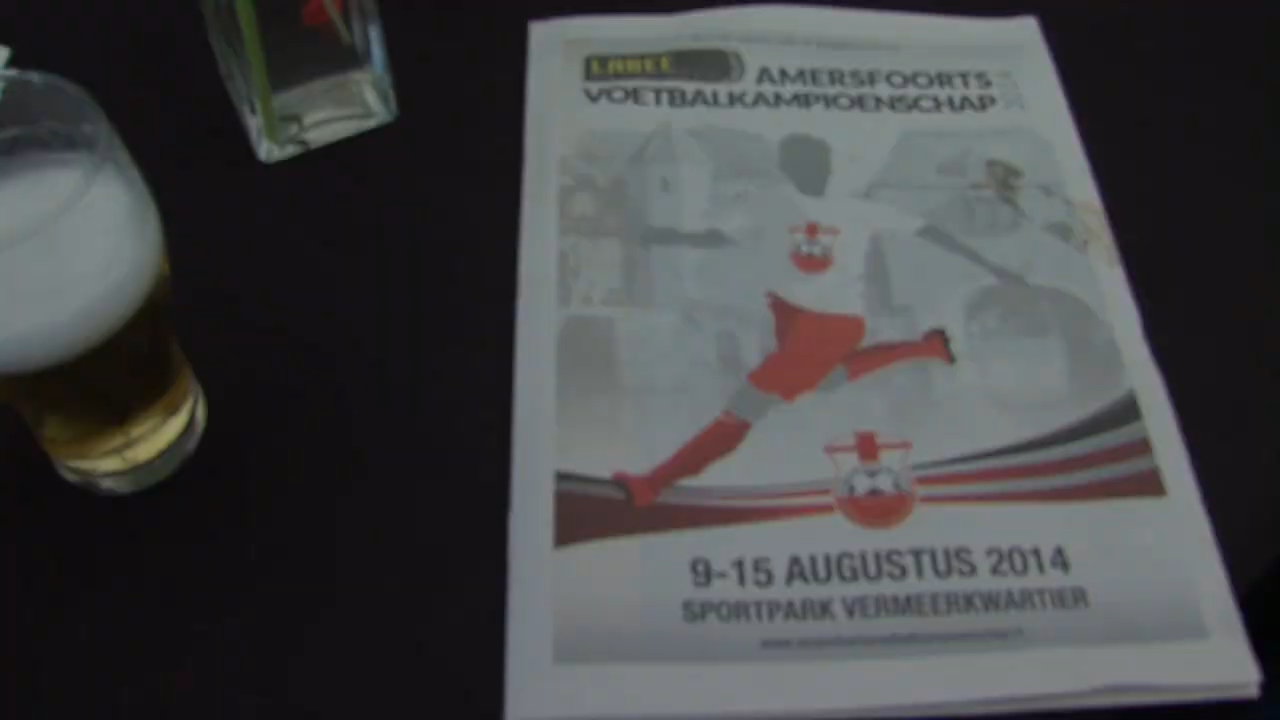 LABEL
AMERSFOORTS
VOETBALKAMPIOENSCHAP
9-15 AUGUSTUS 2014
SPORTPARK VERMEERKWARTIER